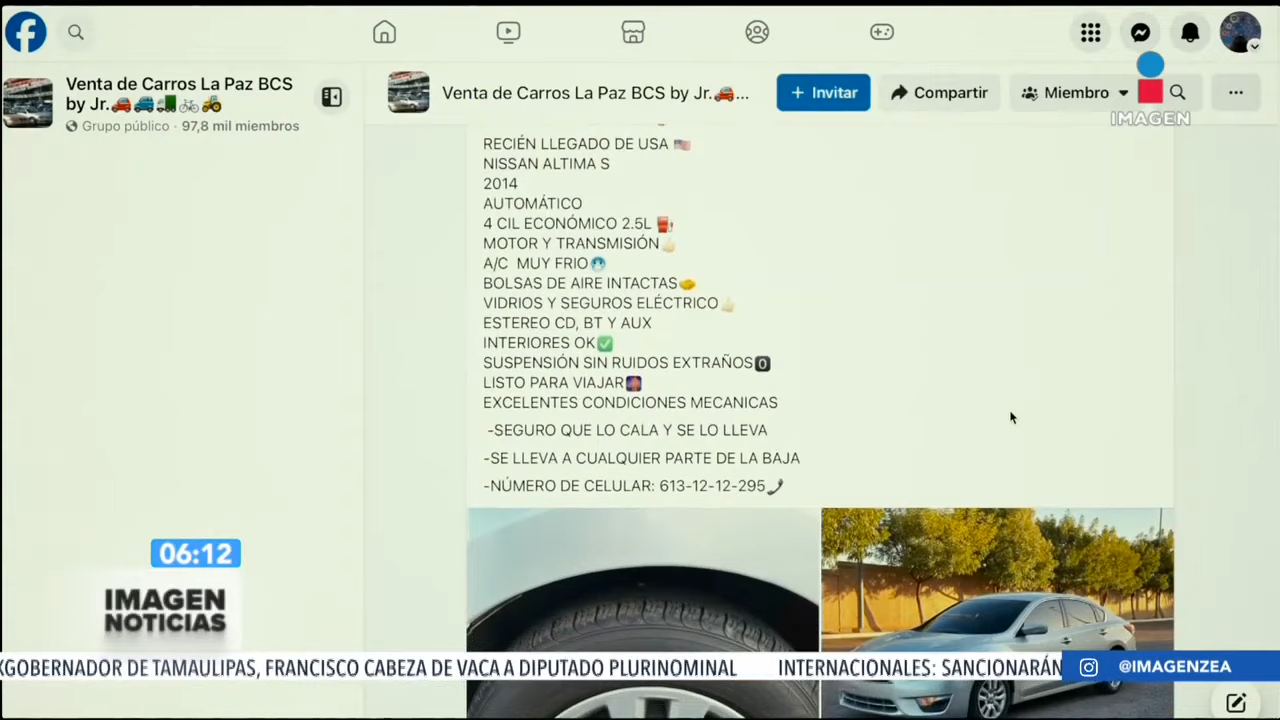 Venta de Carros La Paz BCS
by Jr.🚗🚙🚛🚲🚜
Grupo público · 97,8 mil miembros
Venta de Carros La Paz BCS by Jr.🚗...
+ Invitar
Compartir
Miembro
...
IMAGEN
RECIÉN LLEGADO DE USA 🇺🇸
NISSAN ALTIMA S
2014
AUTOMÁTICO
4 CIL ECONÓMICO 2.5L ⛽
MOTOR Y TRANSMISIÓN👍🏻
A/C MUY FRIO🥶
BOLSAS DE AIRE INTACTAS
VIDRIOS Y SEGUROS ELÉCTRICO👍🏻
ESTEREO CD, BT Y AUX
INTERIORES OK✅
SUSPENSIÓN SIN RUIDOS EXTRAÑOS0
LISTO PARA VIAJAR
EXCELENTES CONDICIONES MECANICAS
-SEGURO QUE LO CALA Y SE LO LLEVA
-SE LLEVA A CUALQUIER PARTE DE LA BAJA
-NÚMERO DE CELULAR: 613-12-12-295
06:12
IMAGEN
NOTICIAS
XGOBERNADOR DE TAMAULIPAS, FRANCISCO CABEZA DE VACA A DIPUTADO PLURINOMINAL INTERNACIONALES: SANCIONARÁN
@IMAGENZEA